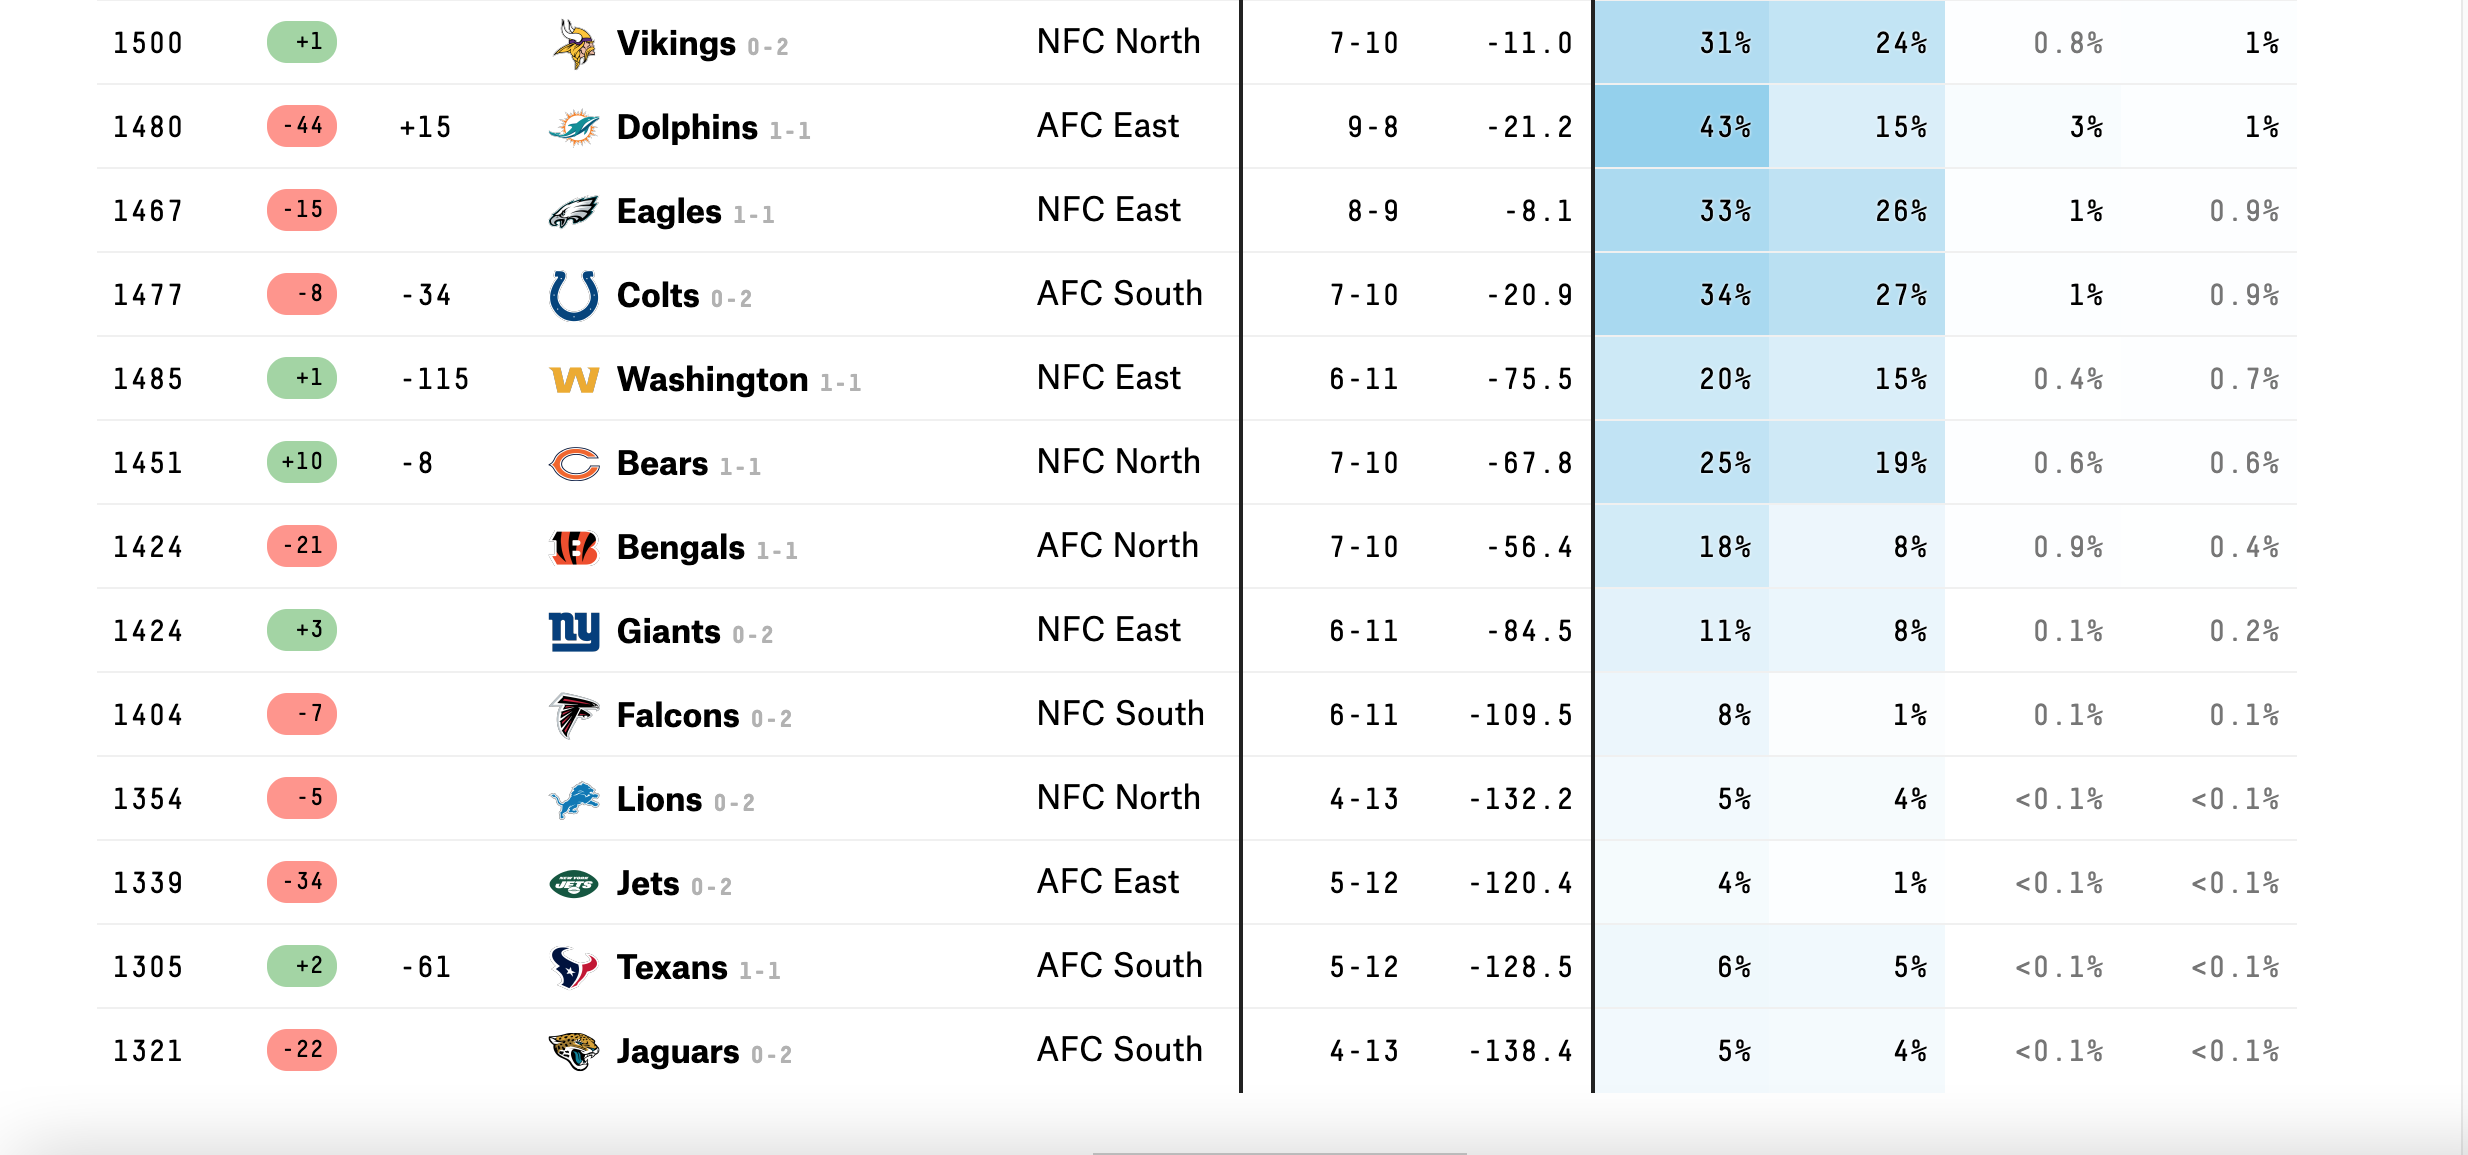 1500 +1 Vikings 0-2 NFC North 7-10 -11.0 31% 24% 0.8% 1%
1480 -44 +15 Dolphins 1-1 AFC East 9-8 -21.2 43% 15% 3% 1%
1467 -15 Eagles 1-1 NFC East 8-9 -8.1 33% 26% 1% 0.9%
1477 -8 -34 Colts 0-2 AFC South 7-10 -20.9 34% 27% 1% 0.9%
1485 +1 -115 Washington 1-1 NFC East 6-11 -75.5 20% 15% 0.4% 0.7%
1451 +10 -8 Bears 1-1 NFC North 7-10 -67.8 25% 19% 0.6% 0.6%
1424 -21 Bengals 1-1 AFC North 7-10 -56.4 18% 8% 0.9% 0.4%
1424 +3 ny Giants 0-2 NFC East 6-11 -84.5 11% 8% 0.1% 0.2%
1404 -7 Falcons 0-2 NFC South 6-11 -109.5 8% 1% 0.1% 0.1%
1354 -5 Lions 0-2 NFC North 4-13 -132.2 5% 4% <0.1% <0.1%
1339 -34 JETS Jets 0-2 AFC East 5-12 -120.4 4% 1% <0.1% <0.1%
1305 +2 -61 Texans 1-1 AFC South 5-12 -128.5 6% 5% <0.1% <0.1%
1321 -22 Jaguars 0-2 AFC South 4-13 -138.4 5% 4% <0.1% <0.1%